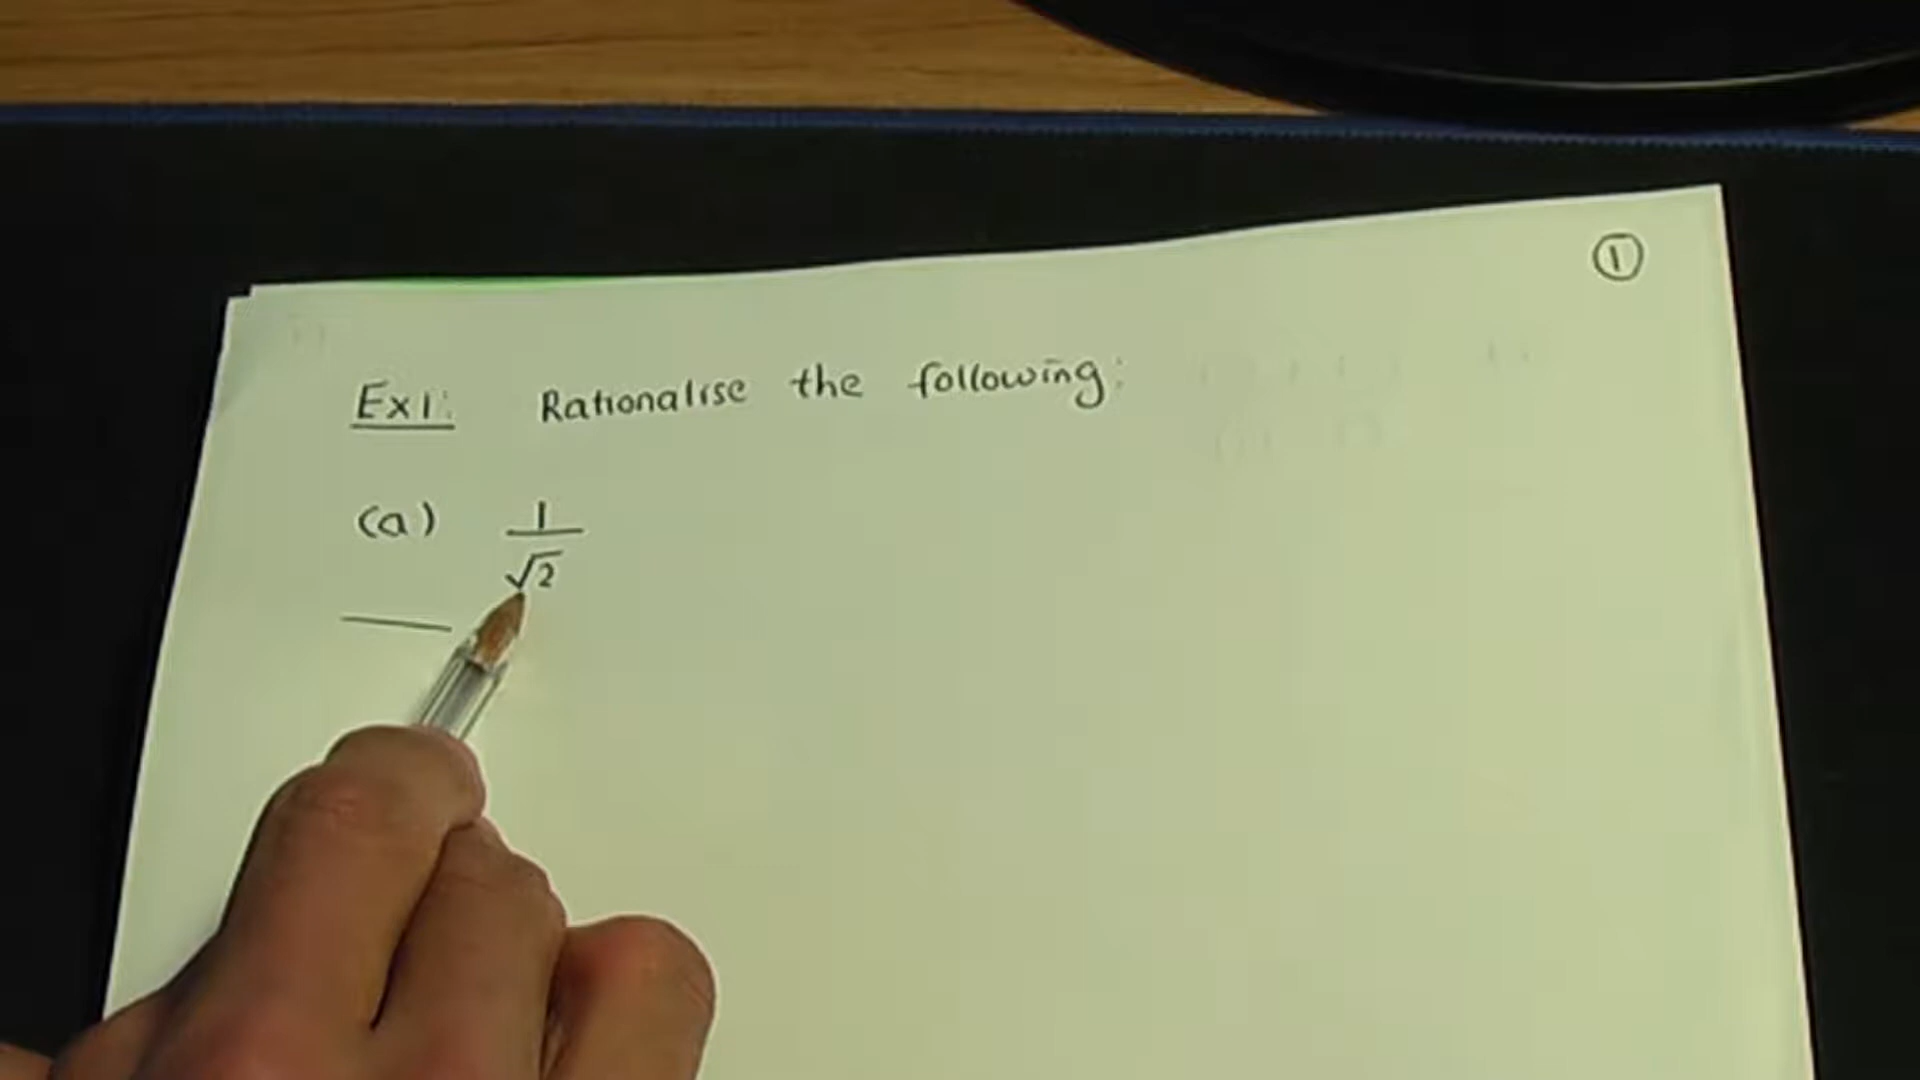 ①
Ex1: Rationalise the following:
(a) 1
√2